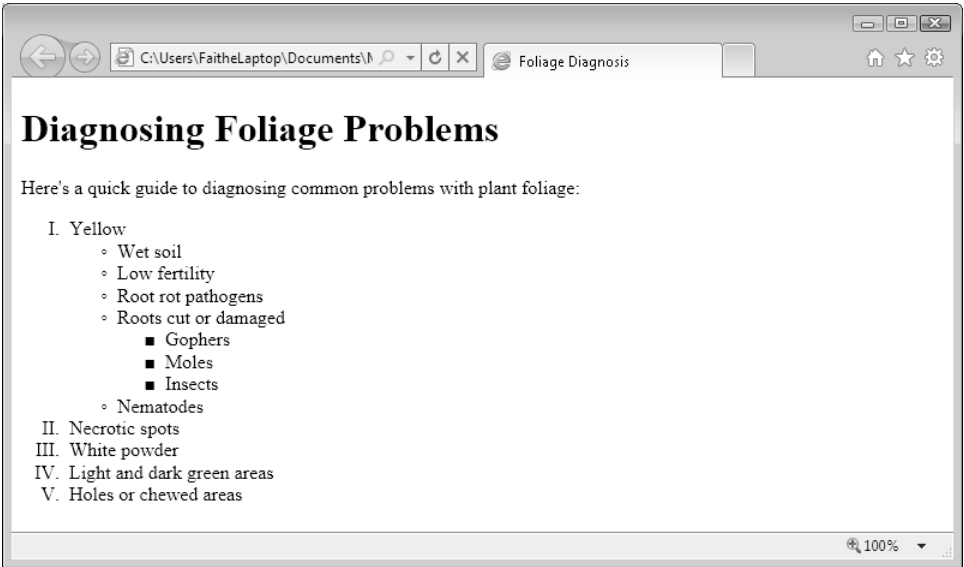 C:\Users\FaitheLaptop\Documents\M
Foliage Diagnosis
Diagnosing Foliage Problems
Here's a quick guide to diagnosing common problems with plant foliage:
I. Yellow
◦ Wet soil
◦ Low fertility
◦ Root rot pathogens
◦ Roots cut or damaged
■ Gophers
■ Moles
■ Insects
◦ Nematodes
II. Necrotic spots
III. White powder
IV. Light and dark green areas
V. Holes or chewed areas
100%